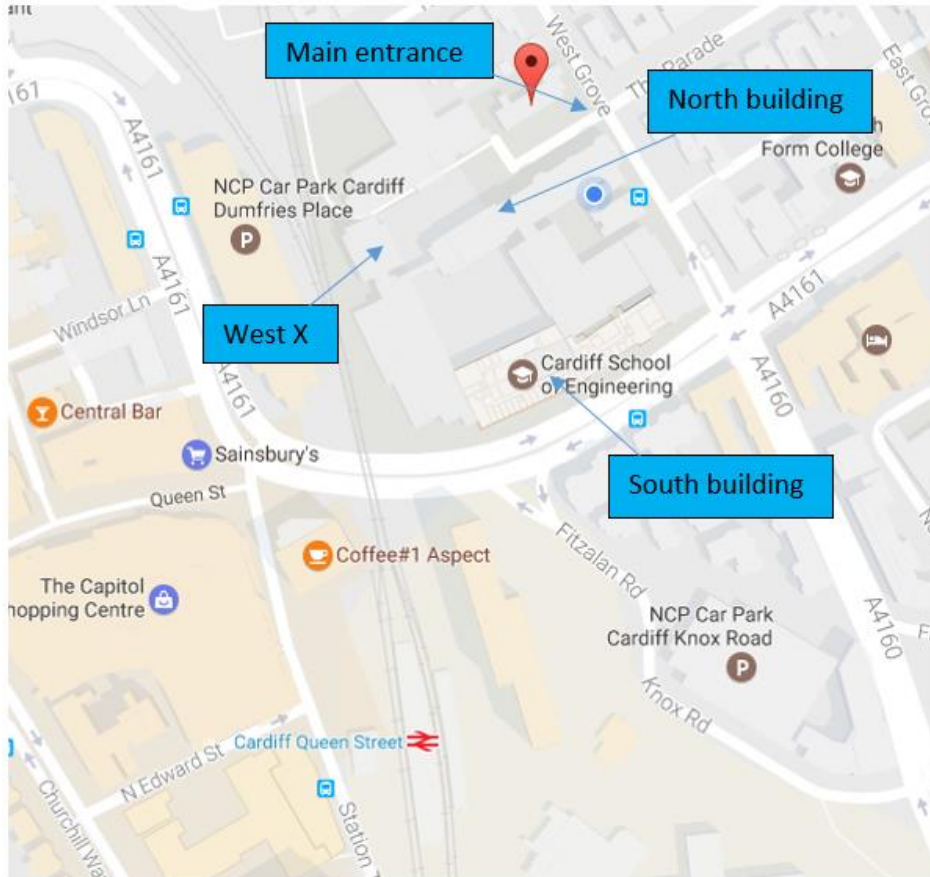 ant
Main entrance
West Grove
The Parade
East Grov
161
A4161
North building
h
Form College
NCP Car Park Cardiff
Dumfries Place
P
A4161
A4161
Windsor Ln
West X
A4161
Cardiff School
of Engineering
A4160
Central Bar
Sainsbury's
South building
Queen St
Fitzalan Rd
Coffee#1 Aspect
The Capitol
hopping Centre
NCP Car Park
Cardiff Knox Road
P
A4160
Knox Rd
Cardiff Queen Street
N Edward St
Churchill Wa
Station T